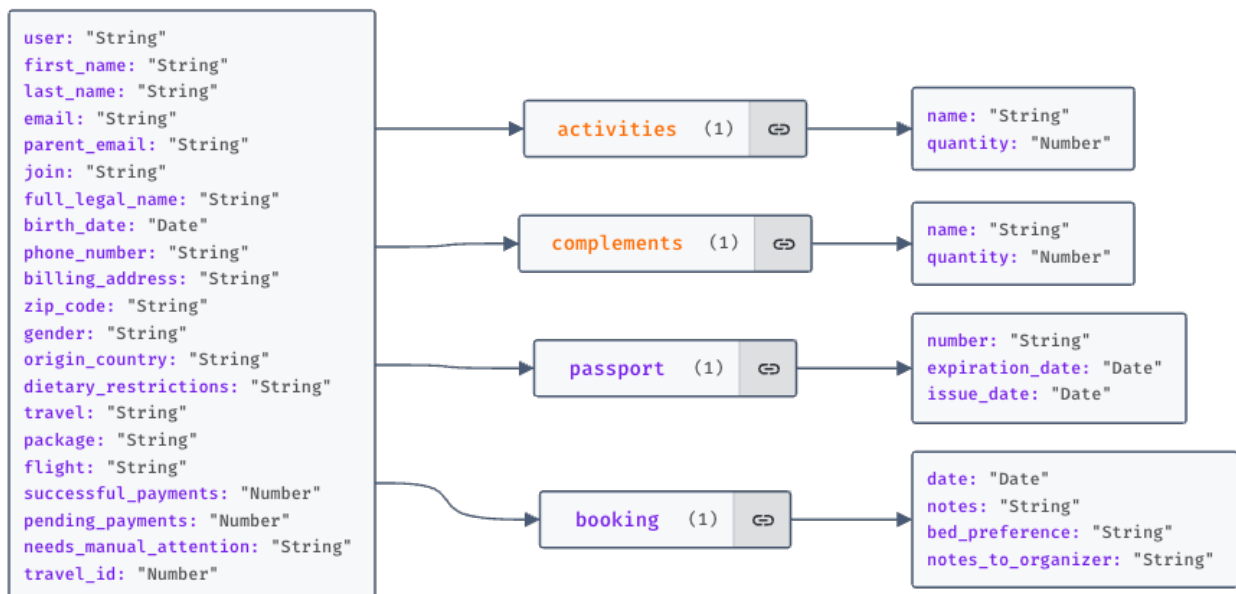 user: "String"
first_name: "String"
last_name: "String"
email: "String"
parent_email: "String"
join: "String"
full_legal_name: "String"
birth_date: "Date"
phone_number: "String"
billing_address: "String"
zip_code: "String"
gender: "String"
origin_country: "String"
dietary_restrictions: "String"
travel: "String"
package: "String"
flight: "String"
successful_payments: "Number"
pending_payments: "Number"
needs_manual_attention: "String"
travel_id: "Number"
activities (1)
name: "String"
quantity: "Number"
complements (1)
name: "String"
quantity: "Number"
passport (1)
number: "String"
expiration_date: "Date"
issue_date: "Date"
booking (1)
date: "Date"
notes: "String"
bed_preference: "String"
notes_to_organizer: "String"